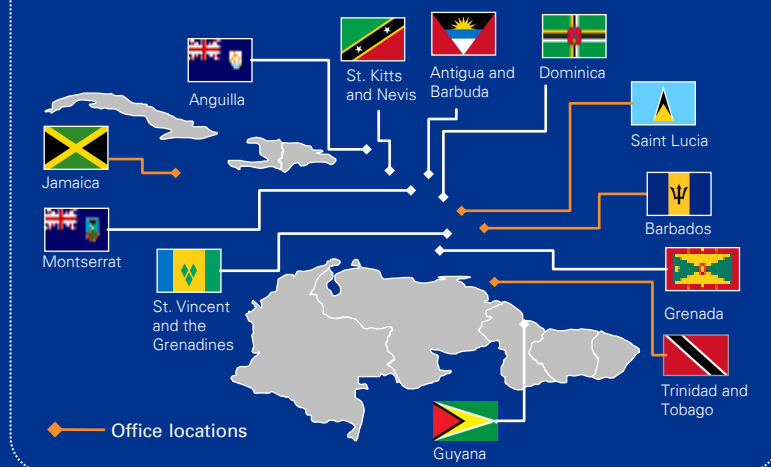 Anguilla
St. Kitts
and Nevis
Antigua and
Barbuda
Dominica
Saint Lucia
Jamaica
Barbados
Montserrat
St. Vincent
and the
Grenadines
Grenada
Trinidad and
Tobago
Office locations
Guyana